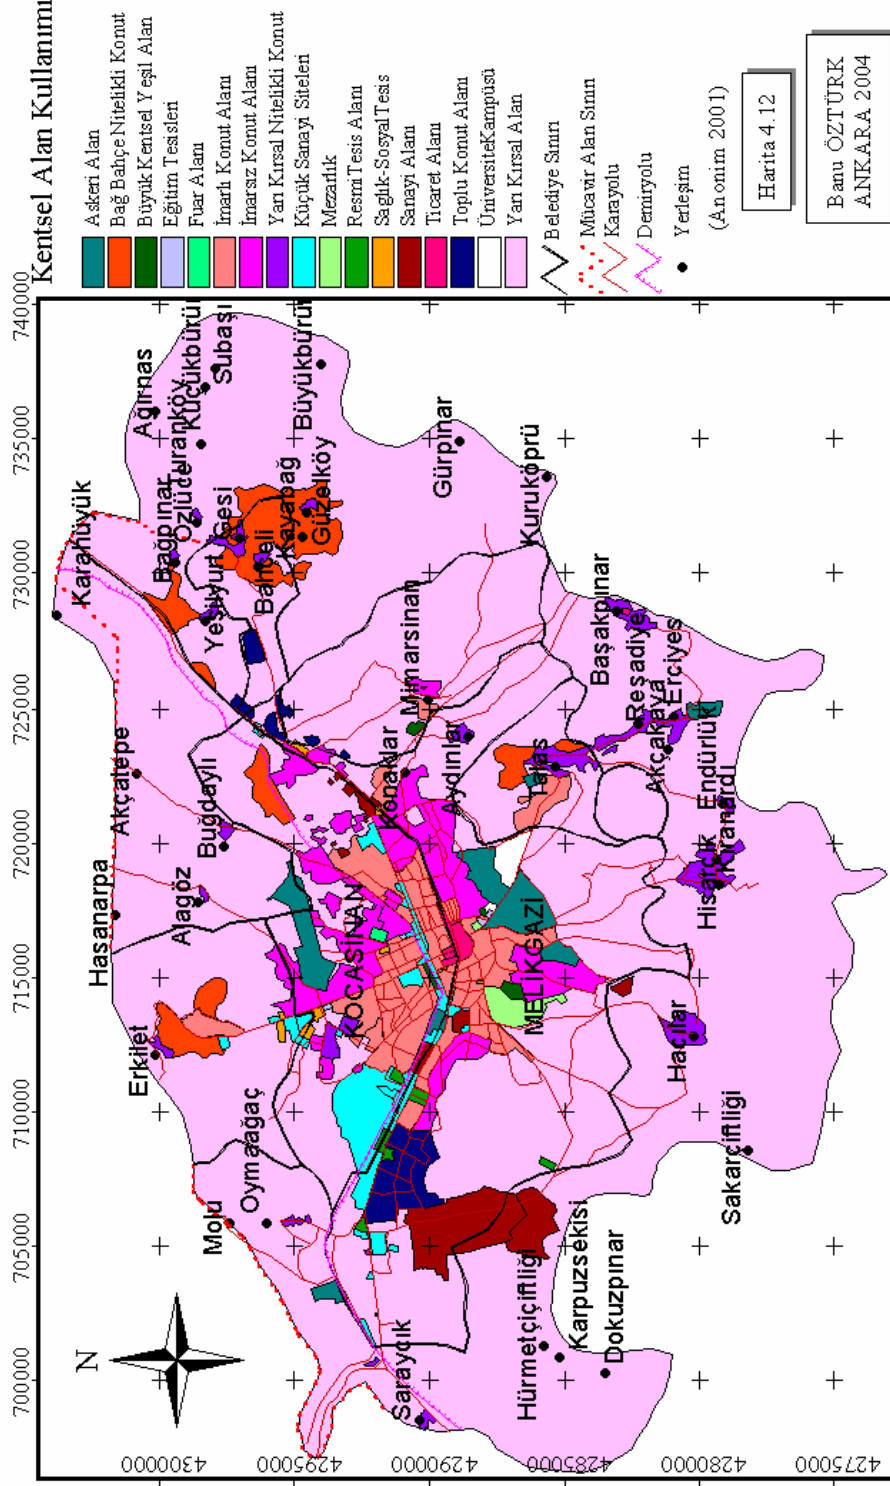 Kentsel Alan Kullanımı
Askeri Alan
Bağ Bahçe Nitelikli Konut
Büyük Kentsel Yeşil Alan
Eğitim Tesisleri
Fuar Alanı
İmarlı Konut Alanı
İmarsız Konut Alanı
Yarı Kırsal Nitelikli Konut
Küçük Sanayi Siteleri
Mezarlık
Resmi Tesis Alanı
Saglık-Sosyal Tesis
Sanayi Alanı
Ticaret Alanı
Toplu Konut Alanı
Üniversite Kampüsü
Yarı Kırsal Alan
Belediye Sınırı
Mücavir Alan Sınırı
Karayolu
Demiryolu
Yerleşim
(Anonim 2001)
Harita 4.12
Banu ÖZTÜRK
ANKARA 2004
N
700000
705000
710000
715000
720000
725000
730000
735000
740000
4300000
4295000
4290000
4285000
4280000
4275000
Karahüyük
Ağırnas
Subaşı
Bağpınar
Özlüce
Gesi
Yeşilyurt
Bahçeli
Kayabağ
Güzelköy
Gürpınar
Kuruköprü
Akçatepe
Buğdaylı
Hasanarpa
Alagöz
Erkilet
Molu
Oymaağaç
Saraycık
KOCASİNAN
MELİKGAZİ
Konaklar
Mimarsinan
Aydınlar
Talas
Başakpınar
Reşadiye
Erciyes
Akçakaya
Endürlük
Kıranardı
Hisarcık
Hacılar
Sakarçiftliği
Hürmetçiçiftliği
Karpuzsekisi
Dokuzpınar